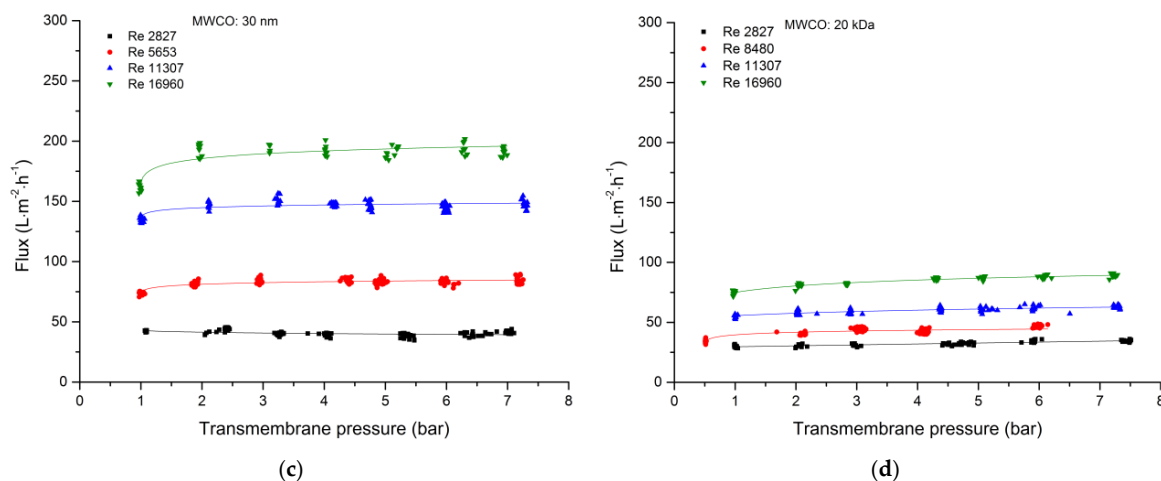 MWCO: 30 nm
Re 2827
Re 5653
Re 11307
Re 16960
300
250
200
150
100
50
0
Flux (L·m⁻²·h⁻¹)
0 1 2 3 4 5 6 7 8
Transmembrane pressure (bar)
(c)
MWCO: 20 kDa
Re 2827
Re 8480
Re 11307
Re 16960
300
250
200
150
100
50
0
Flux (L·m⁻²·h⁻¹)
0 1 2 3 4 5 6 7 8
Transmembrane pressure (bar)
(d)